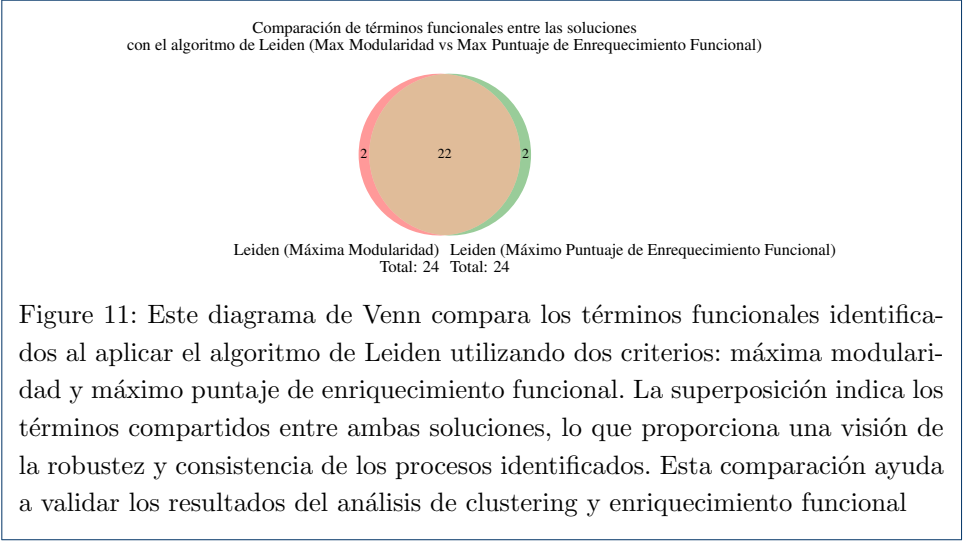 Comparación de términos funcionales entre las soluciones
con el algoritmo de Leiden (Max Modularidad vs Max Puntaje de Enrequecimiento Funcional)
2
22
2
Leiden (Máxima Modularidad)
Total: 24
Leiden (Máximo Puntaje de Enrequecimiento Funcional)
Total: 24
Figure 11: Este diagrama de Venn compara los términos funcionales identifica-
dos al aplicar el algoritmo de Leiden utilizando dos criterios: máxima modulari-
dad y máximo puntaje de enriquecimiento funcional. La superposición indica los
términos compartidos entre ambas soluciones, lo que proporciona una visión de
la robustez y consistencia de los procesos identificados. Esta comparación ayuda
a validar los resultados del análisis de clustering y enriquecimiento funcional